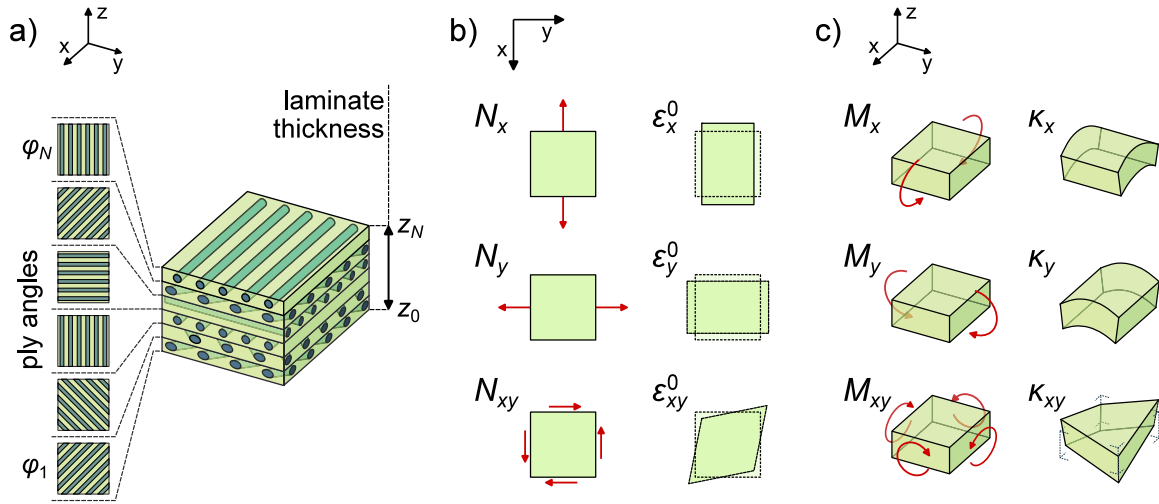 a)
z
x
y
laminate
thickness
φN
ply angles
φ1
zN
z0
b)
y
x
Nx
εx0
Ny
εy0
Nxy
εxy0
c)
z
x
y
Mx
κx
My
κy
Mxy
κxy